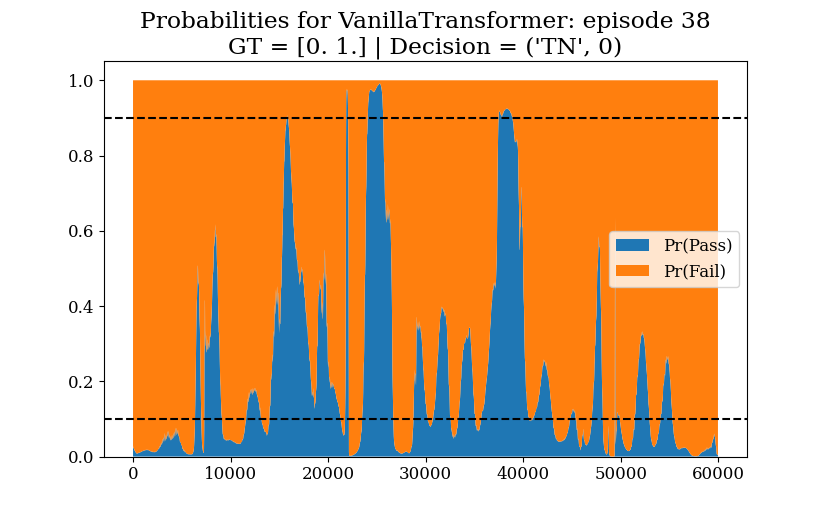 Probabilities for VanillaTransformer: episode 38
GT = [0. 1.] | Decision = ('TN', 0)
1.0
0.8
0.6
0.4
0.2
0.0
Pr(Pass)
Pr(Fail)
0 10000 20000 30000 40000 50000 60000